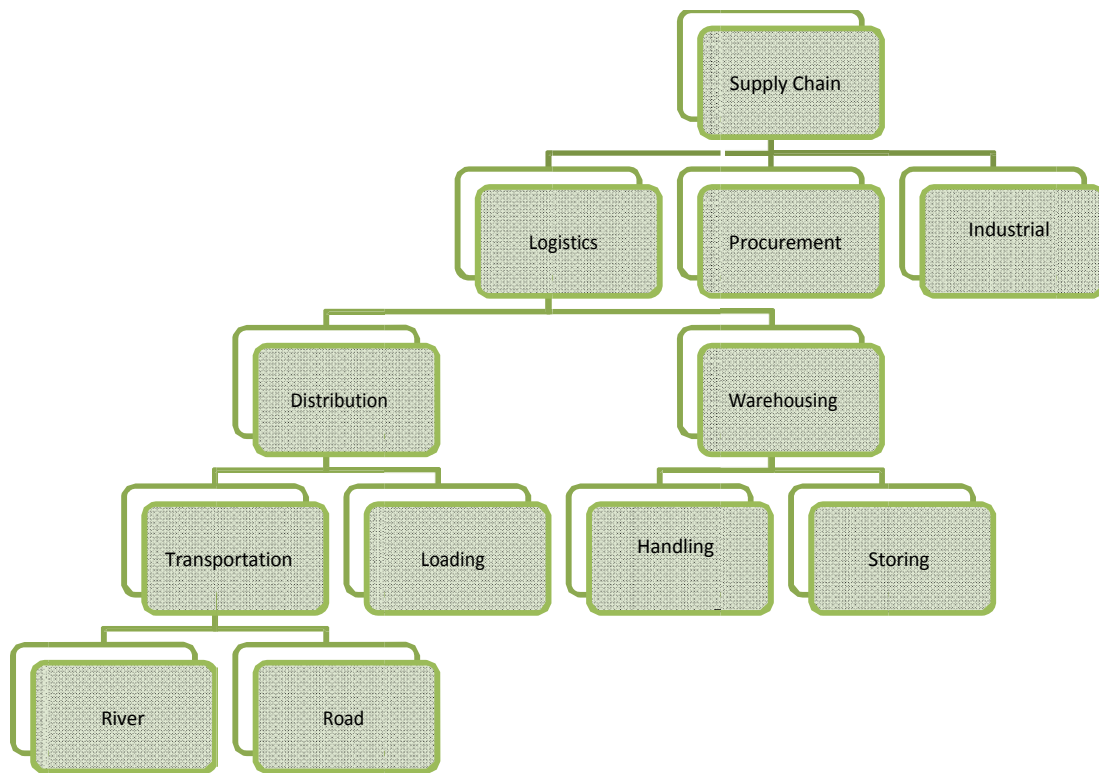 Supply Chain
Logistics
Procurement
Industrial
Distribution
Warehousing
Transportation
Loading
Handling
Storing
River
Road